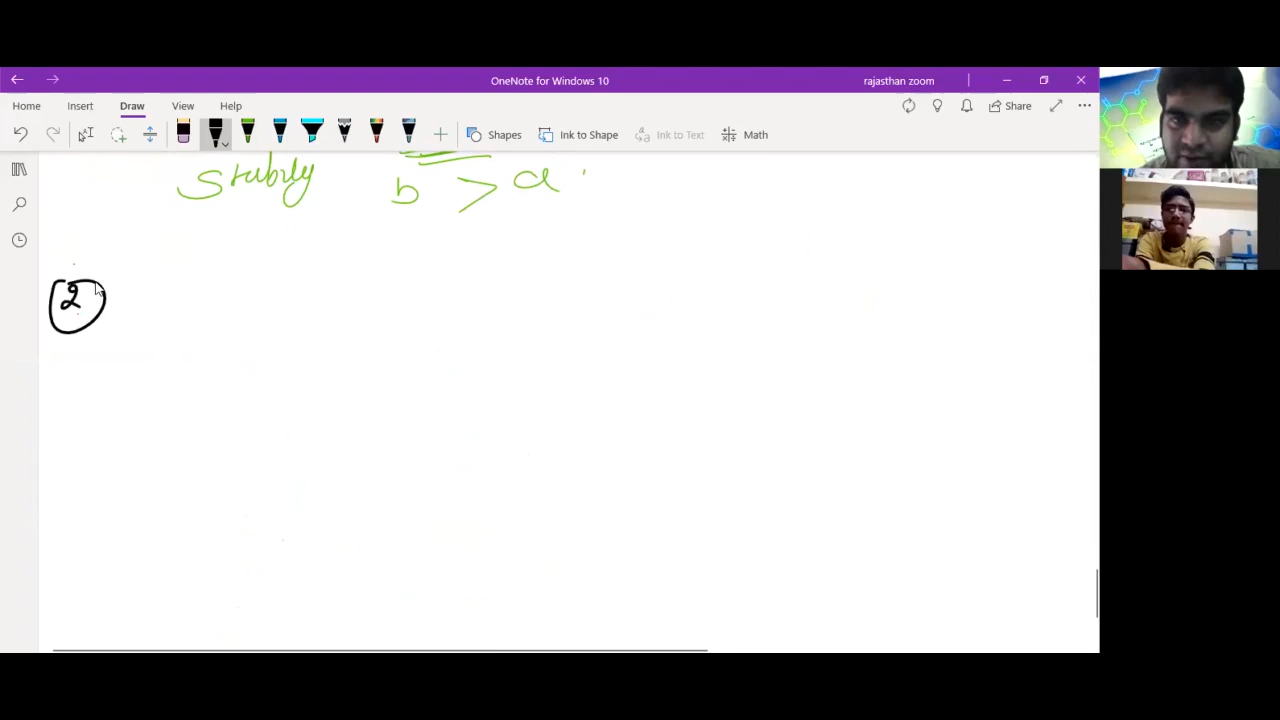 OneNote for Windows 10
rajasthan zoom
Home Insert Draw View Help
Share
Shapes Ink to Shape Ink to Text Math
b > a
2